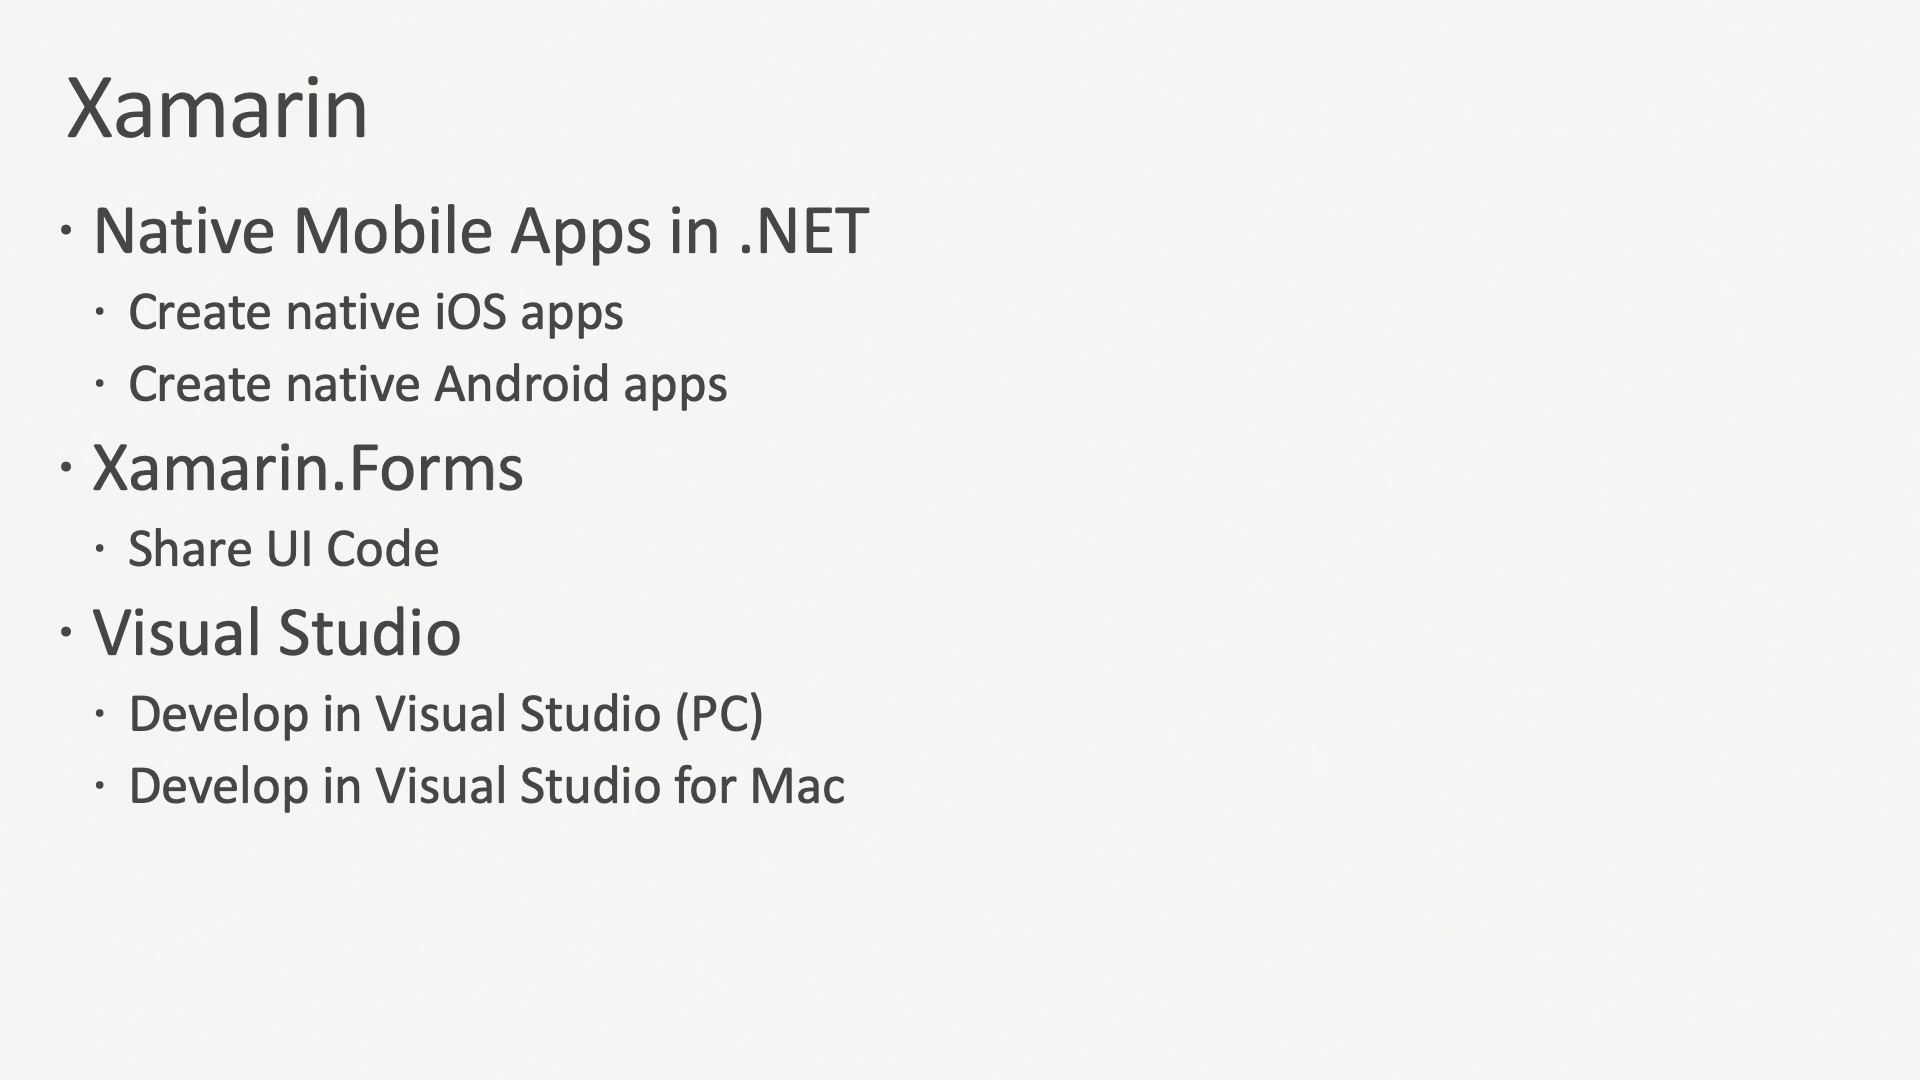 Xamarin
· Native Mobile Apps in .NET
· Create native iOS apps
· Create native Android apps
· Xamarin.Forms
· Share UI Code
· Visual Studio
· Develop in Visual Studio (PC)
· Develop in Visual Studio for Mac